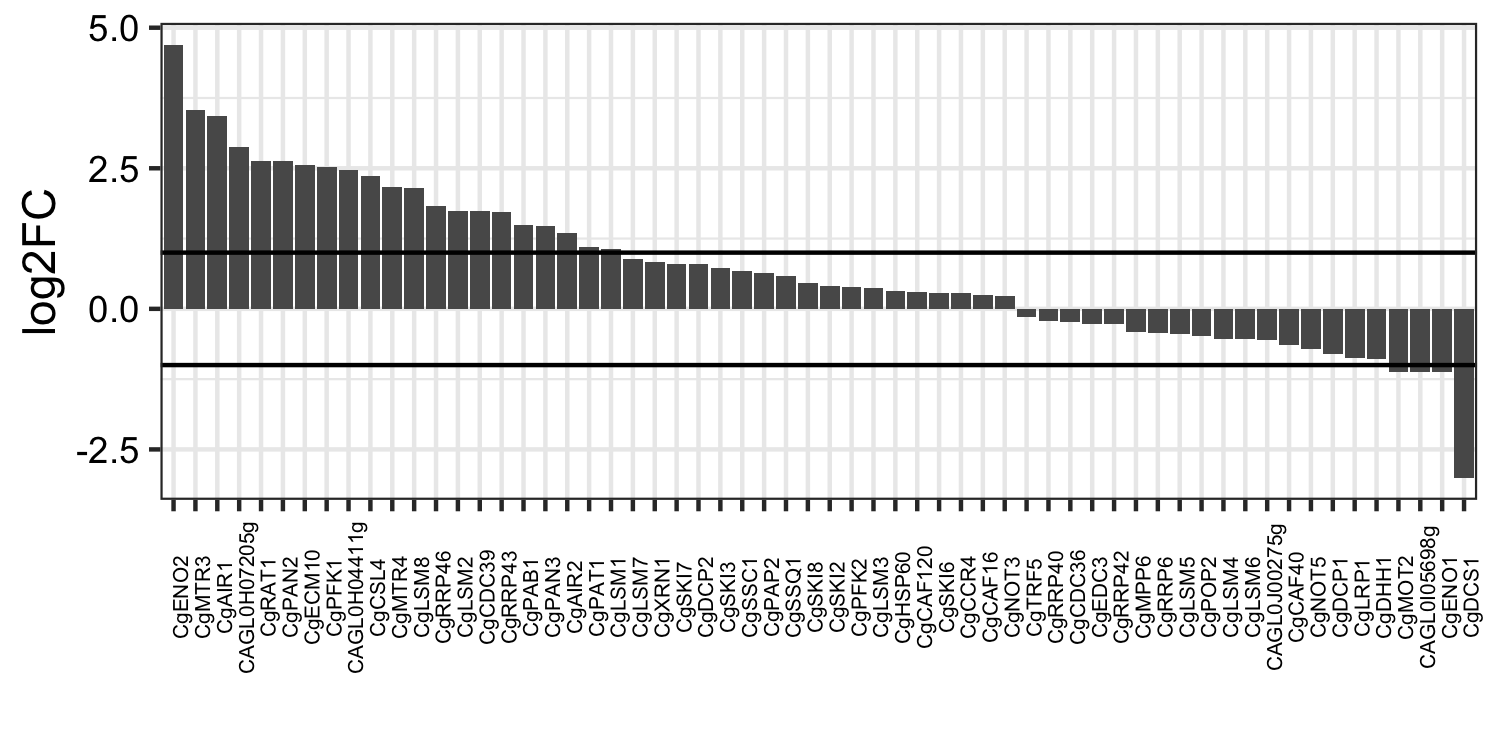 log2FC
5.0
2.5
0.0
-2.5
CgENO2
CgMTR3
CgAIR1
CAGL0H07205g
CgRAT1
CgPAN2
CgECM10
CgPFK1
CAGL0H04411g
CgCSL4
CgMTR4
CgLSM8
CgRRP46
CgLSM2
CgCDC39
CgRRP43
CgPAB1
CgPAN3
CgAIR2
CgPAT1
CgLSM1
CgLSM7
CgXRN1
CgSKI7
CgDCP2
CgSKI3
CgSSC1
CgPAP2
CgSSQ1
CgSKI8
CgSKI2
CgPFK2
CgLSM3
CgHSP60
CgCAF120
CgSKI6
CgCCR4
CgCAF16
CgNOT3
CgTRF5
CgRRP40
CgCDC36
CgEDC3
CgRRP42
CgMPP6
CgRRP6
CgLSM5
CgPOP2
CgLSM4
CgLSM6
CAGL0J00275g
CgCAF40
CgNOT5
CgDCP1
CgLRP1
CgDHH1
CgMOT2
CAGL0I05698g
CgENO1
CgDCS1